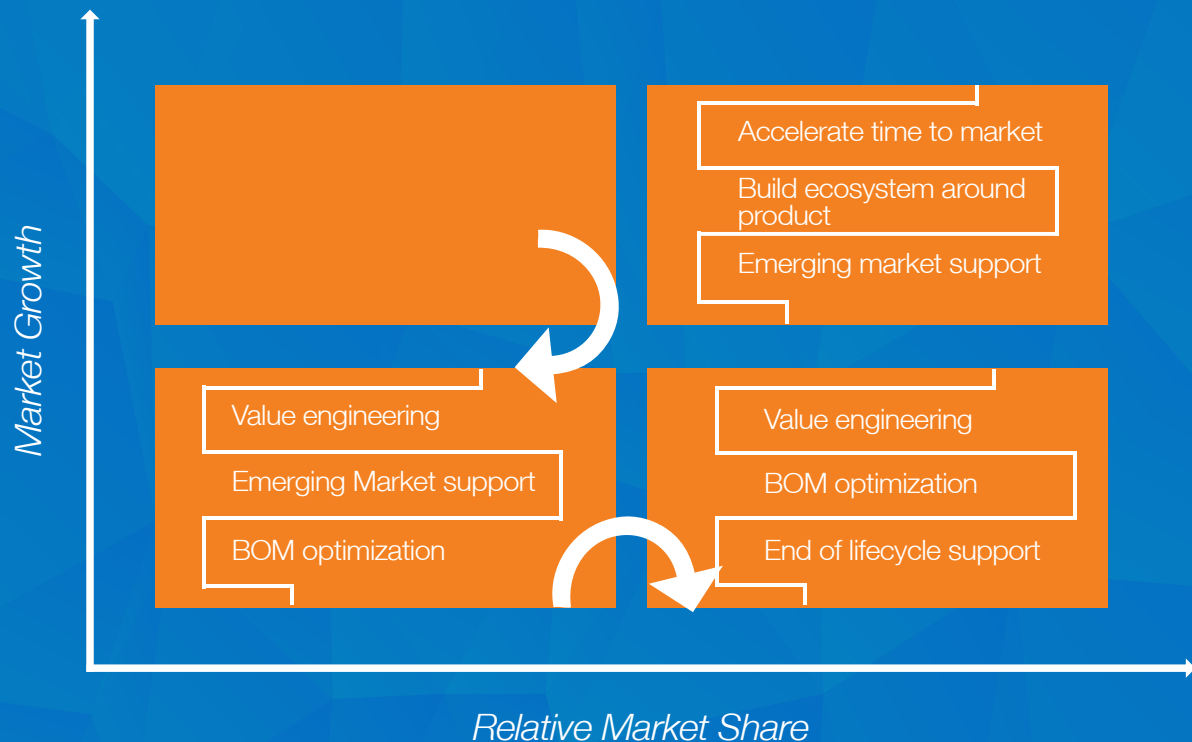 Market Growth
Accelerate time to market
Build ecosystem around
product
Emerging market support
Value engineering
Emerging Market support
BOM optimization
Value engineering
BOM optimization
End of lifecycle support
Relative Market Share